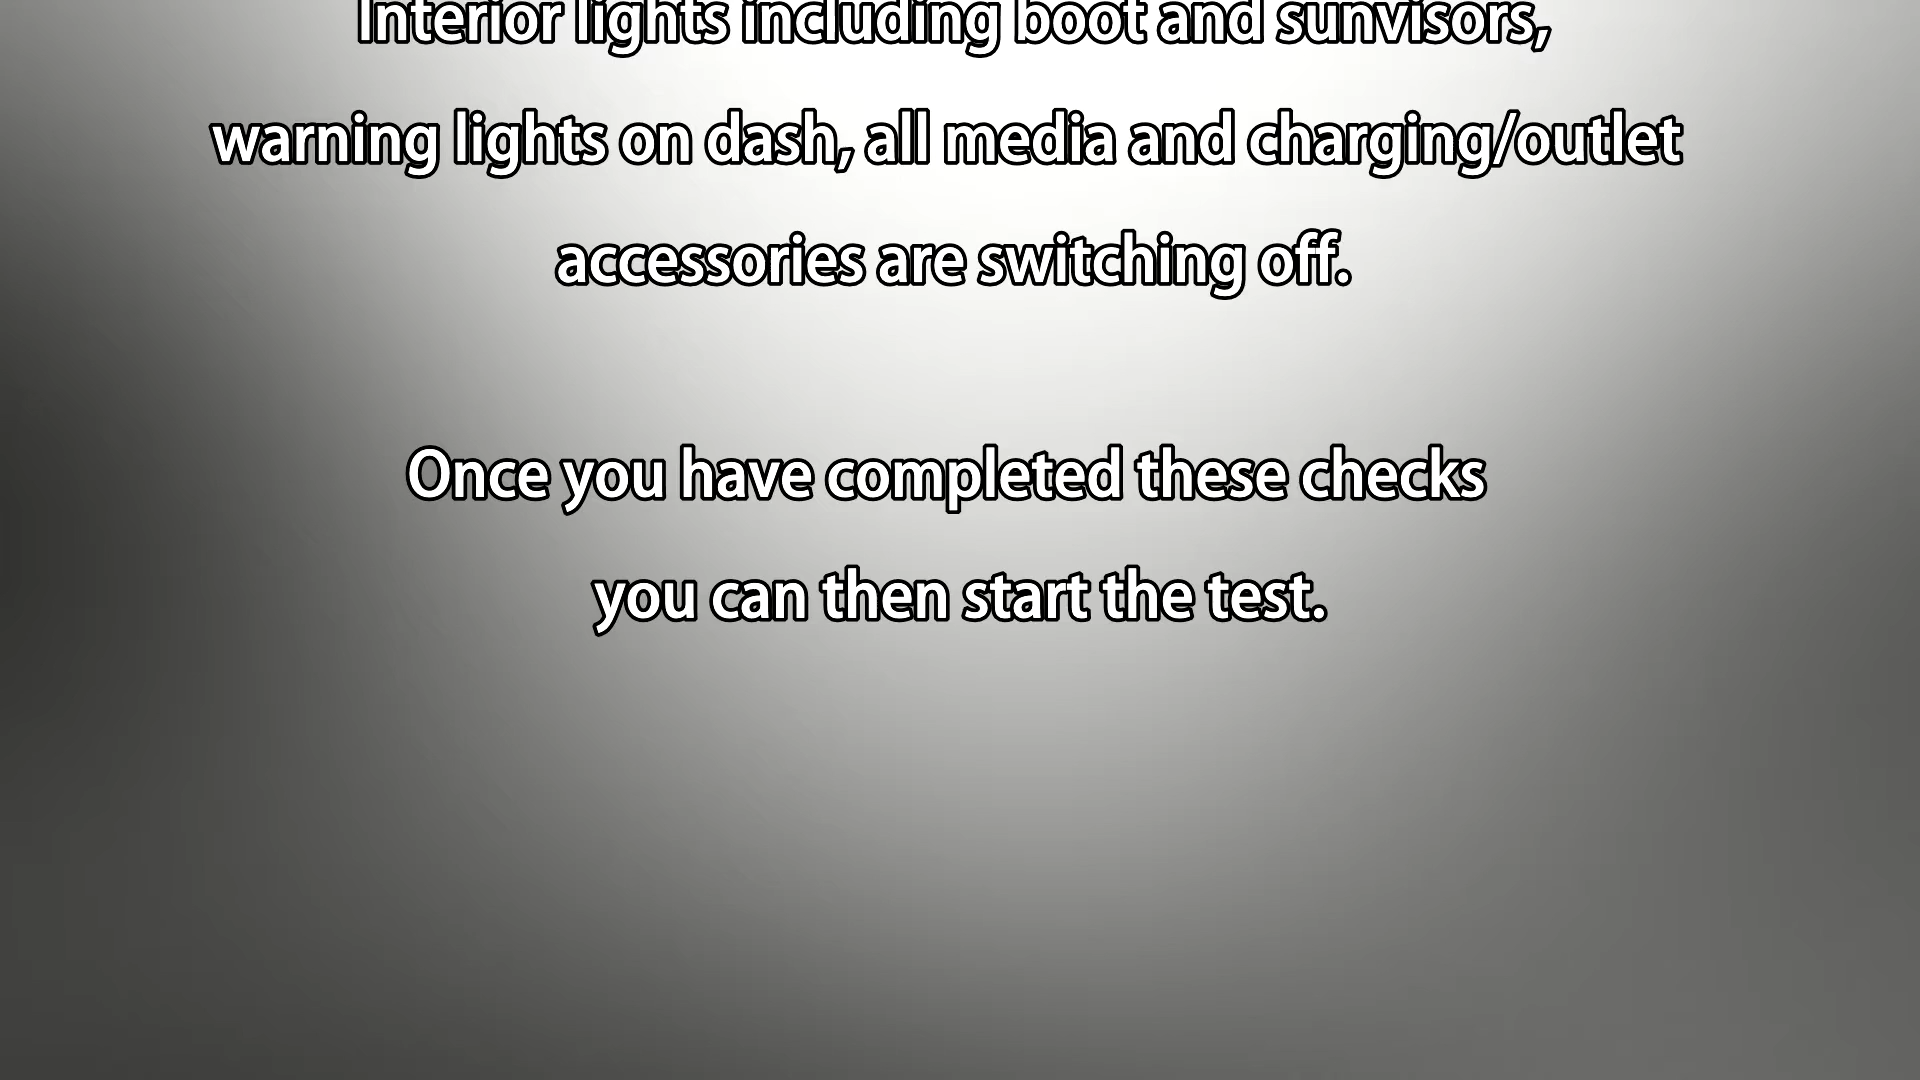 Interior lights including boot and sunvisors,
warning lights on dash, all media and charging/outlet
accessories are switching off.
Once you have completed these checks
you can then start the test.